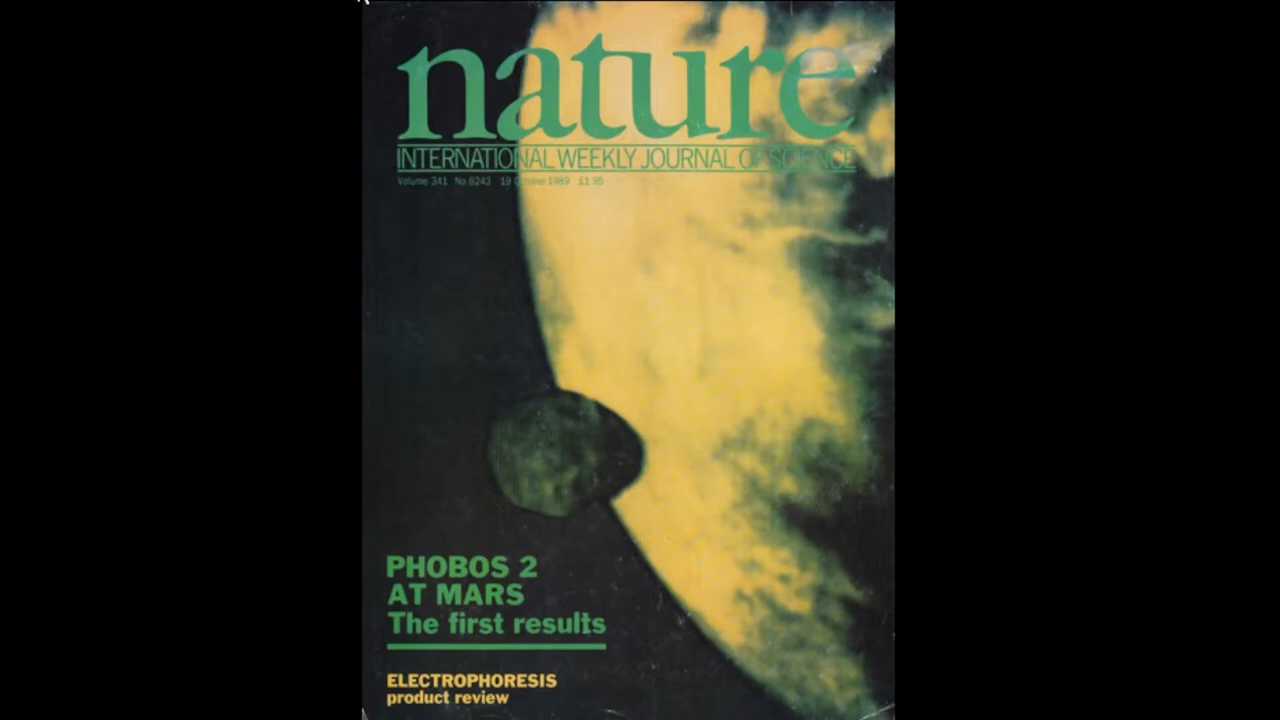 nature
INTERNATIONAL WEEKLY JOURNAL OF SCIENCE
Volume 341 No.6243 19 October 1989 £1.95
PHOBOS 2
AT MARS
The first results
ELECTROPHORESIS
product review